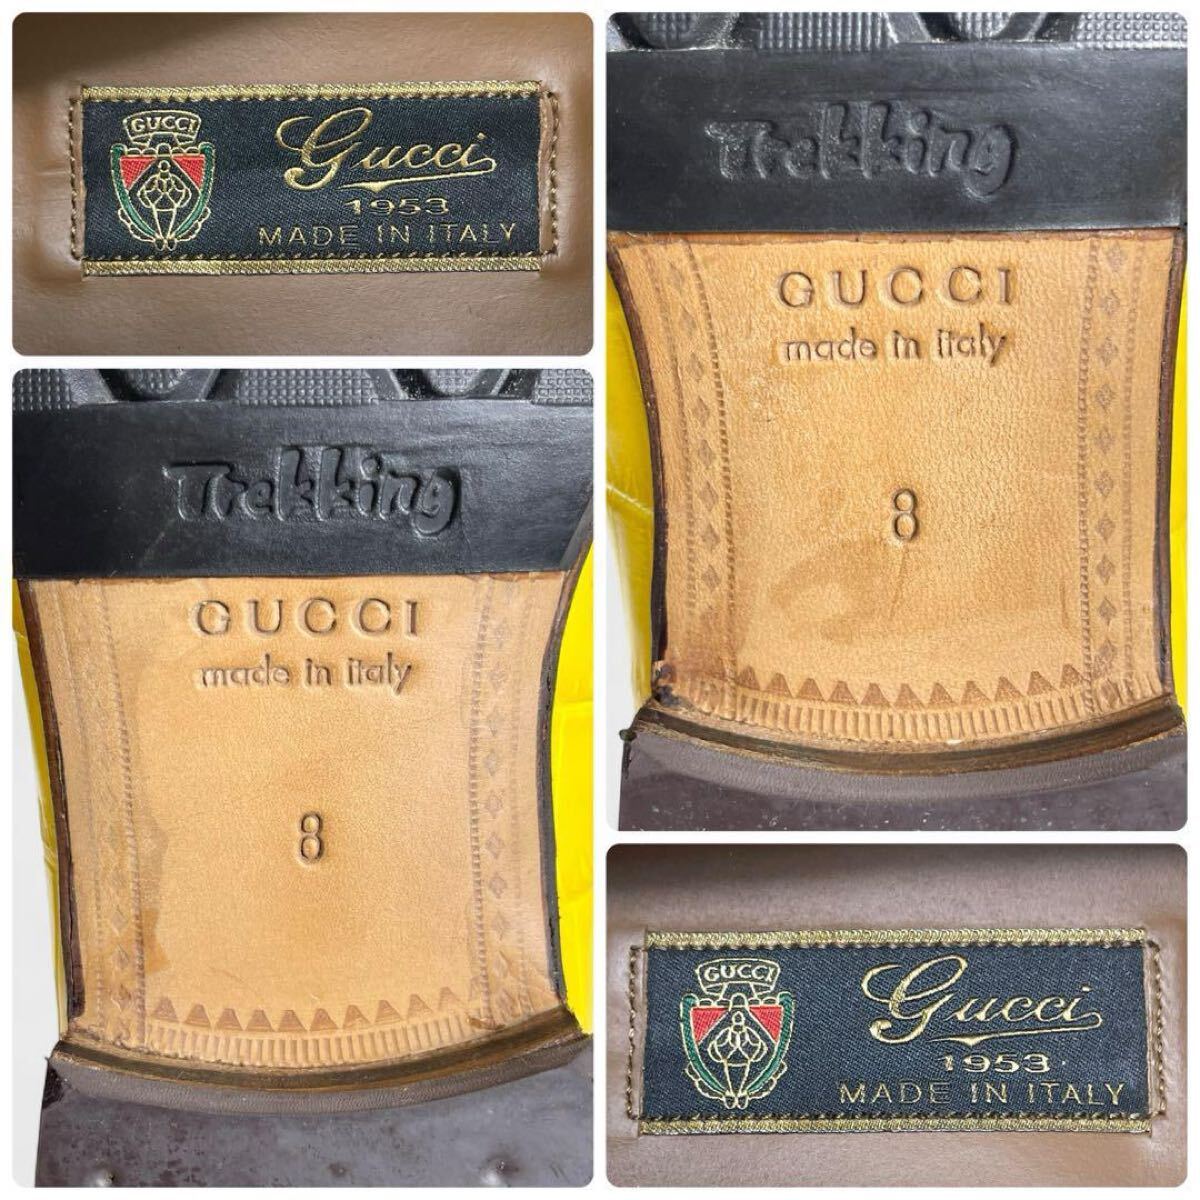 GUCCI
Gucci
1953
MADE IN ITALY
Trekking
GUCCI
made in italy
8
Trekking
GUCCI
made in italy
8
GUCCI
Gucci
1953
MADE IN ITALY